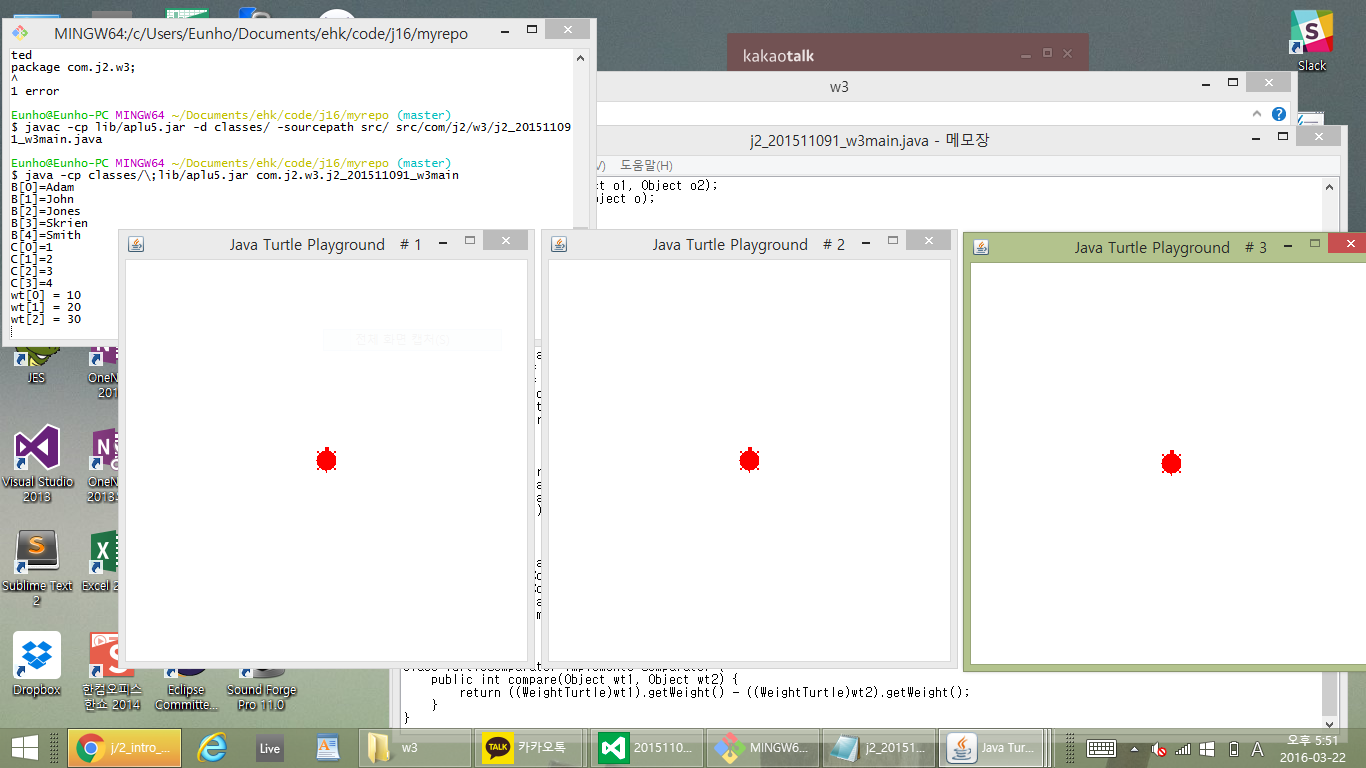 MINGW64:/c/Users/Eunho/Documents/ehk/code/j16/myrepo
ted
package com.j2.w3;
^
1 error
Eunho@Eunho-PC MINGW64 ~/Documents/ehk/code/j16/myrepo (master)
$ javac -cp lib/aplu5.jar -d classes/ -sourcepath src/ src/com/j2/w3/j2_20151109
1_w3main.java
Eunho@Eunho-PC MINGW64 ~/Documents/ehk/code/j16/myrepo (master)
$ java -cp classes/\;lib/aplu5.jar com.j2.w3.j2_201511091_w3main
B[0]=Adam
B[1]=John
B[2]=Jones
B[3]=Skrien
B[4]=Smith
C[0]=1
C[1]=2
C[2]=3
C[3]=4
wt[0] = 10
wt[1] = 20
wt[2] = 30
kakaotalk
w3
j2_201511091_w3main.java - 메모장
도움말(H)
ct o1, Object o2);
bject o);
Java Turtle Playground # 1
Java Turtle Playground # 2
Java Turtle Playground # 3
public int compare(Object wt1, Object wt2) {
return ((WeightTurtle)wt1).getWeight() - ((WeightTurtle)wt2).getWeight();
}
}
Slack
JES
Visual Studio
2013
Sublime Text
2
Dropbox
한컴오피스
한쇼 2014
Eclipse
Committe...
Sound Forge
Pro 11.0
j/2_intro_...
Live
w3
TALK
카카오톡
2015110...
MINGW6...
j2_20151...
Java Tur...
A
오후 5:51
2016-03-22